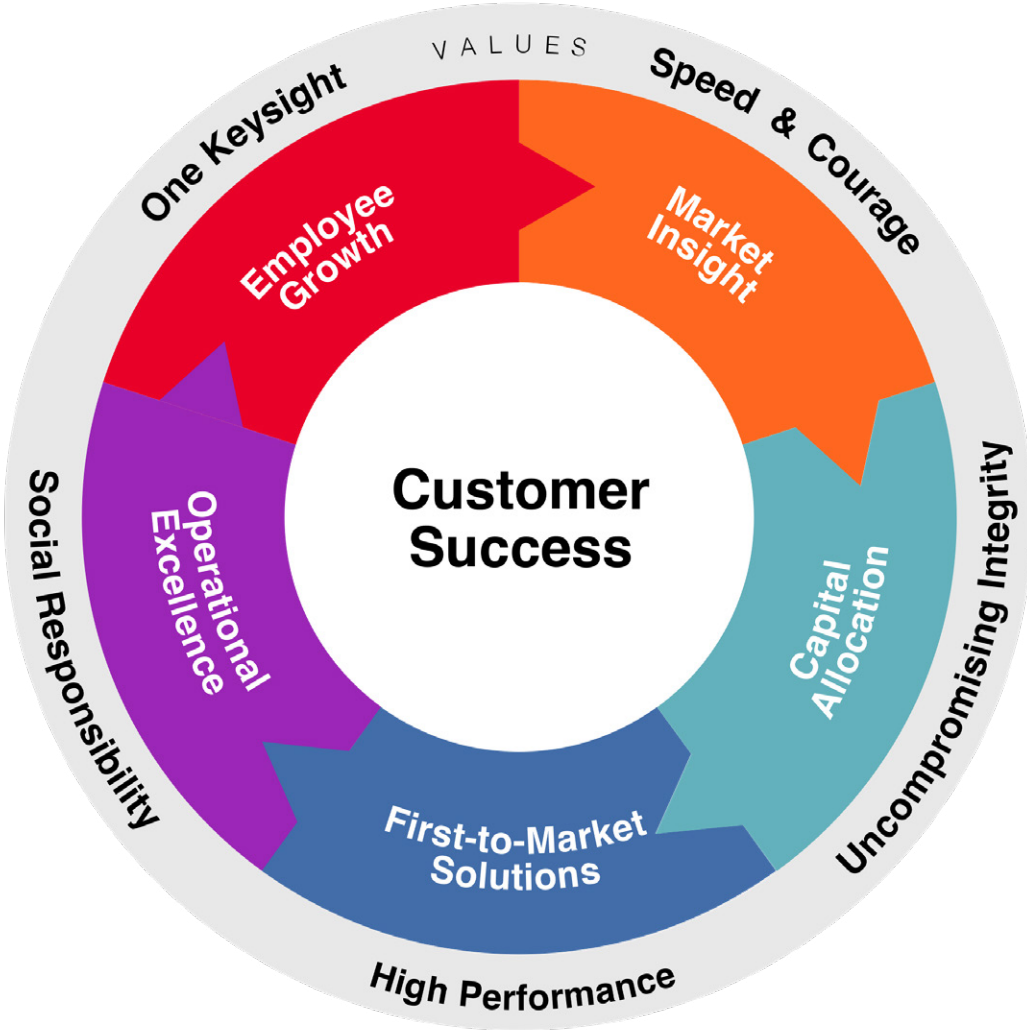 VALUES
Speed & Courage
Uncompromising Integrity
High Performance
Social Responsibility
One Keysight
Market
Insight
Capital
Allocation
First-to-Market
Solutions
Operational
Excellence
Employee
Growth
Customer
Success